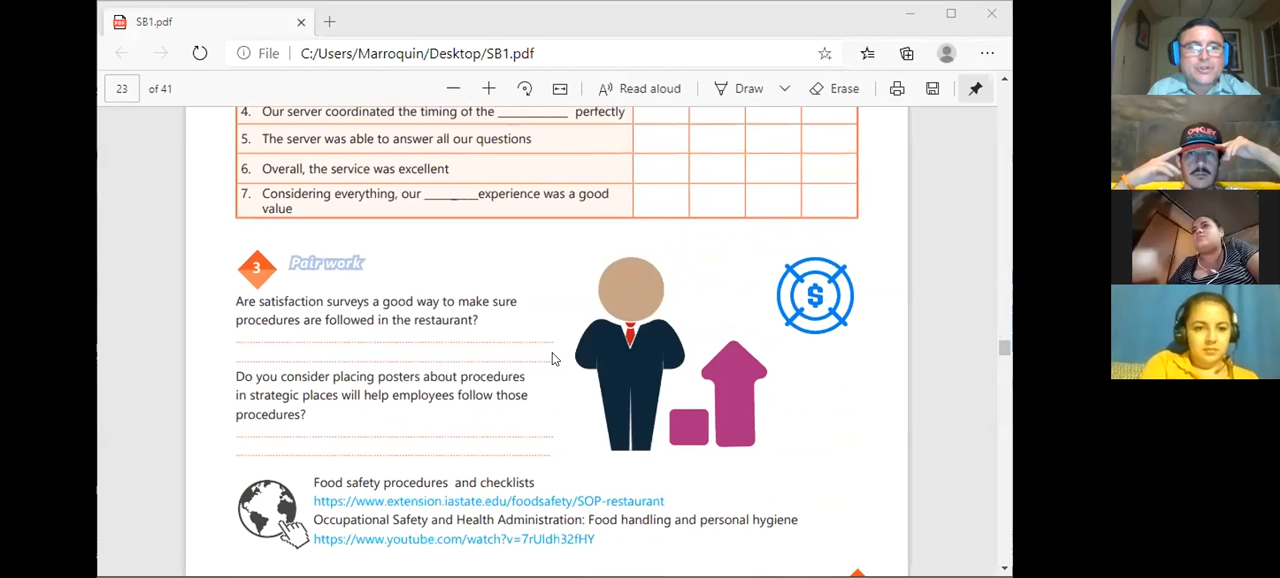 SB1.pdf
File C:/Users/Marroquin/Desktop/SB1.pdf
23 of 41 Read aloud Draw Erase
4. Our server coordinated the timing of the __________ perfectly
5. The server was able to answer all our questions
6. Overall, the service was excellent
7. Considering everything, our ________experience was a good
value
3 Pair work
Are satisfaction surveys a good way to make sure
procedures are followed in the restaurant?
Do you consider placing posters about procedures
in strategic places will help employees follow those
procedures?
$
Food safety procedures and checklists
https://www.extension.iastate.edu/foodsafety/SOP-restaurant
Occupational Safety and Health Administration: Food handling and personal hygiene
https://www.youtube.com/watch?v=7rUIdh32fHY
OAKLEY